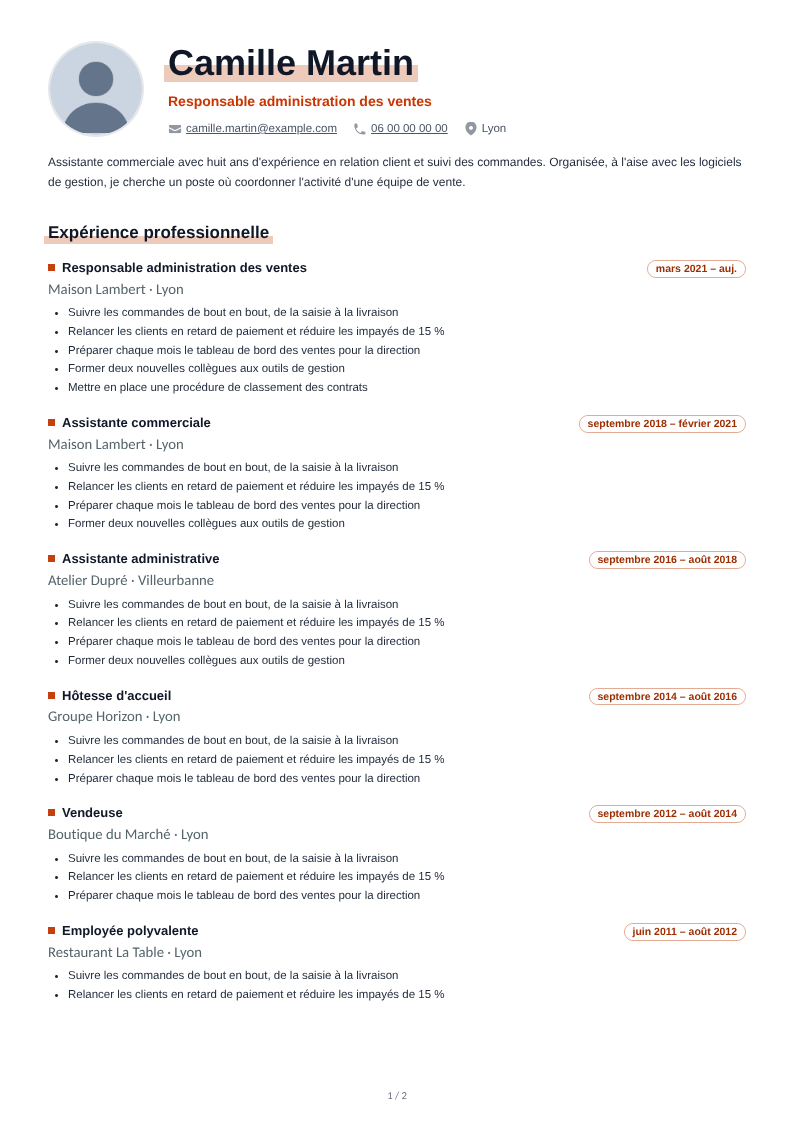 Camille Martin
Responsable administration des ventes
camille.martin@example.com 06 00 00 00 00 Lyon
Assistante commerciale avec huit ans d'expérience en relation client et suivi des commandes. Organisée, à l'aise avec les logiciels
de gestion, je cherche un poste où coordonner l'activité d'une équipe de vente.
Expérience professionnelle
Responsable administration des ventes mars 2021 – auj.
Maison Lambert · Lyon
• Suivre les commandes de bout en bout, de la saisie à la livraison
• Relancer les clients en retard de paiement et réduire les impayés de 15 %
• Préparer chaque mois le tableau de bord des ventes pour la direction
• Former deux nouvelles collègues aux outils de gestion
• Mettre en place une procédure de classement des contrats
Assistante commerciale septembre 2018 – février 2021
Maison Lambert · Lyon
• Suivre les commandes de bout en bout, de la saisie à la livraison
• Relancer les clients en retard de paiement et réduire les impayés de 15 %
• Préparer chaque mois le tableau de bord des ventes pour la direction
• Former deux nouvelles collègues aux outils de gestion
Assistante administrative septembre 2016 – août 2018
Atelier Dupré · Villeurbanne
• Suivre les commandes de bout en bout, de la saisie à la livraison
• Relancer les clients en retard de paiement et réduire les impayés de 15 %
• Préparer chaque mois le tableau de bord des ventes pour la direction
• Former deux nouvelles collègues aux outils de gestion
Hôtesse d'accueil septembre 2014 – août 2016
Groupe Horizon · Lyon
• Suivre les commandes de bout en bout, de la saisie à la livraison
• Relancer les clients en retard de paiement et réduire les impayés de 15 %
• Préparer chaque mois le tableau de bord des ventes pour la direction
Vendeuse septembre 2012 – août 2014
Boutique du Marché · Lyon
• Suivre les commandes de bout en bout, de la saisie à la livraison
• Relancer les clients en retard de paiement et réduire les impayés de 15 %
• Préparer chaque mois le tableau de bord des ventes pour la direction
Employée polyvalente juin 2011 – août 2012
Restaurant La Table · Lyon
• Suivre les commandes de bout en bout, de la saisie à la livraison
• Relancer les clients en retard de paiement et réduire les impayés de 15 %
1 / 2